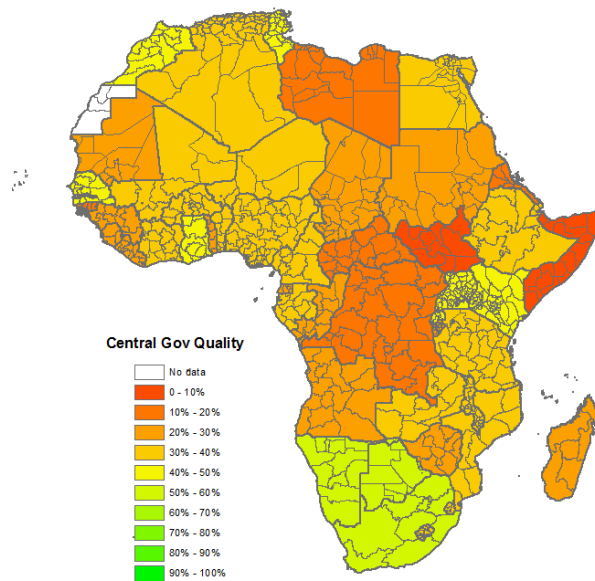 Central Gov Quality
No data
0 - 10%
10% - 20%
20% - 30%
30% - 40%
40% - 50%
50% - 60%
60% - 70%
70% - 80%
80% - 90%
90% - 100%